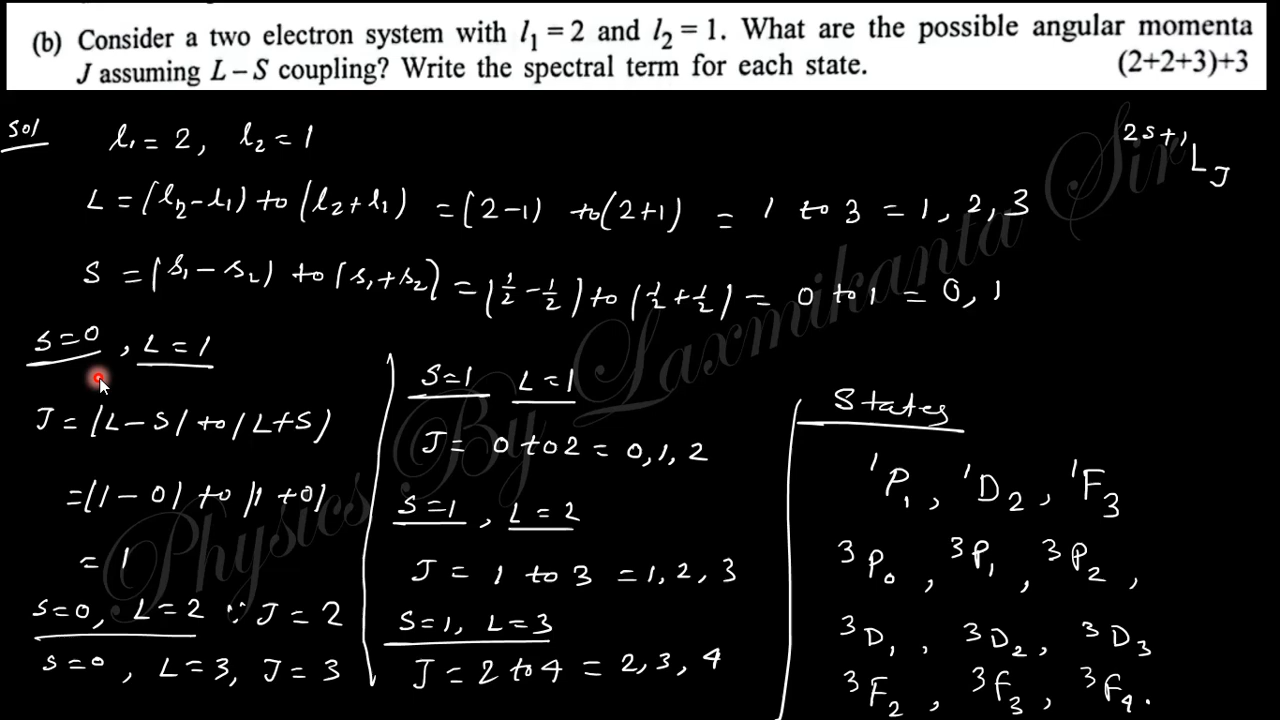 (b) Consider a two electron system with l₁ = 2 and l₂ = 1. What are the possible angular momenta
J assuming L – S coupling? Write the spectral term for each state. (2+2+3)+3
Sol
l₁ = 2, l₂ = 1
²ˢ⁺¹L_J
L = |l₂-l₁| to |l₂+l₁| = |2-1| to |2+1| = 1 to 3 = 1, 2, 3
S = |s₁-s₂| to |s₁+s₂| = |1/2 - 1/2| to |1/2 + 1/2| = 0 to 1 = 0, 1
S=0, L=1
J = |L-S| to |L+S|
= |1-0| to |1+0|
= 1
S=0, L=2 ∵ J=2
S=0, L=3, J=3
S=1 L=1
J= 0 to 2 = 0,1,2
S=1, L=2
J = 1 to 3 = 1, 2, 3
S=1, L=3
J = 2 to 4 = 2, 3, 4
States
¹P₁, ¹D₂, ¹F₃
³P₀, ³P₁, ³P₂,
³D₁, ³D₂, ³D₃
³F₂, ³F₃, ³F₄.
Physics By Laxmikanta Sir